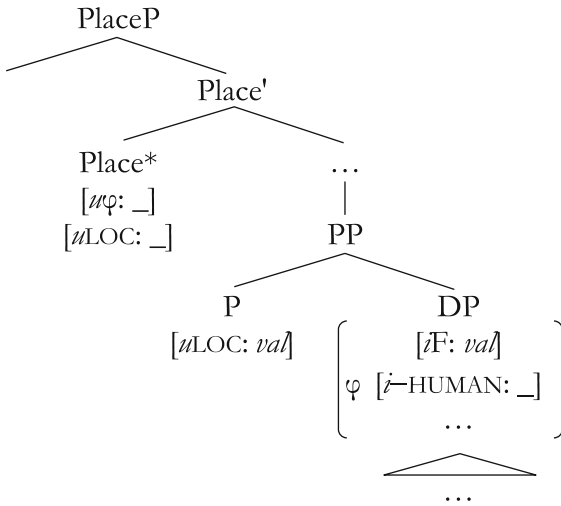 PlaceP
Place'
Place*
…
[uφ: _]
[uLOC: _]
PP
P
DP
[uLOC: val]
[iF: val]
φ [i–HUMAN: _]
…
…